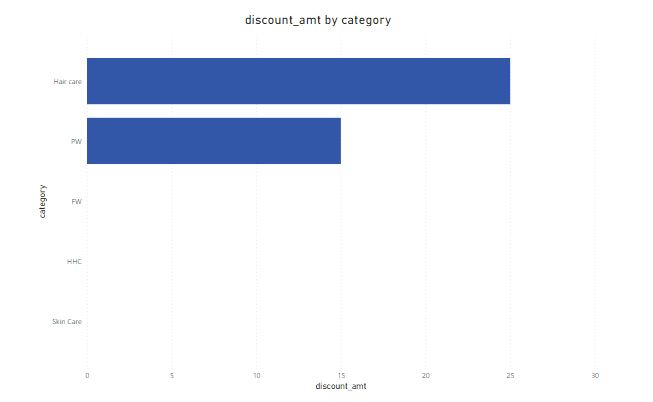 discount_amt by category
Hair care
PW
FW
HHC
Skin Care
category
0 5 10 15 20 25 30
discount_amt